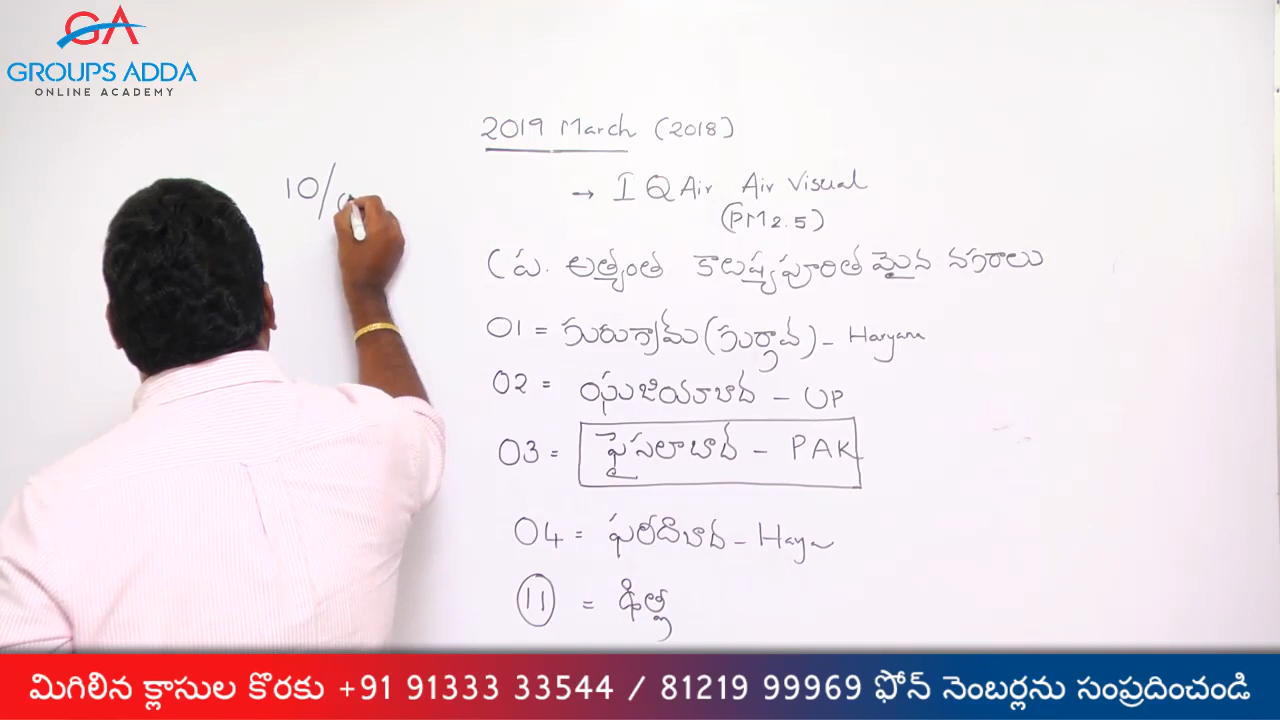 GA
GROUPS ADDA
ONLINE ACADEMY
2019 March (2018)
10/
→ IQAir Air Visual
(PM2.5)
(ప్ర. అత్యంత కాలుష్యపూరితమైన నగరాలు
01 = గురుగ్రామ్ (గుర్గావ్) - Haryana
02 = ఘజియాబాద్ - UP
03 = ఫైసలాబాద్ - PAK
04 = ఫరీదాబాద్ - Haya
11 = ఢిల్లీ
మిగిలిన క్లాసుల కొరకు +91 91333 33544 / 81219 99969 ఫోన్ నెంబర్లను సంప్రదించండి